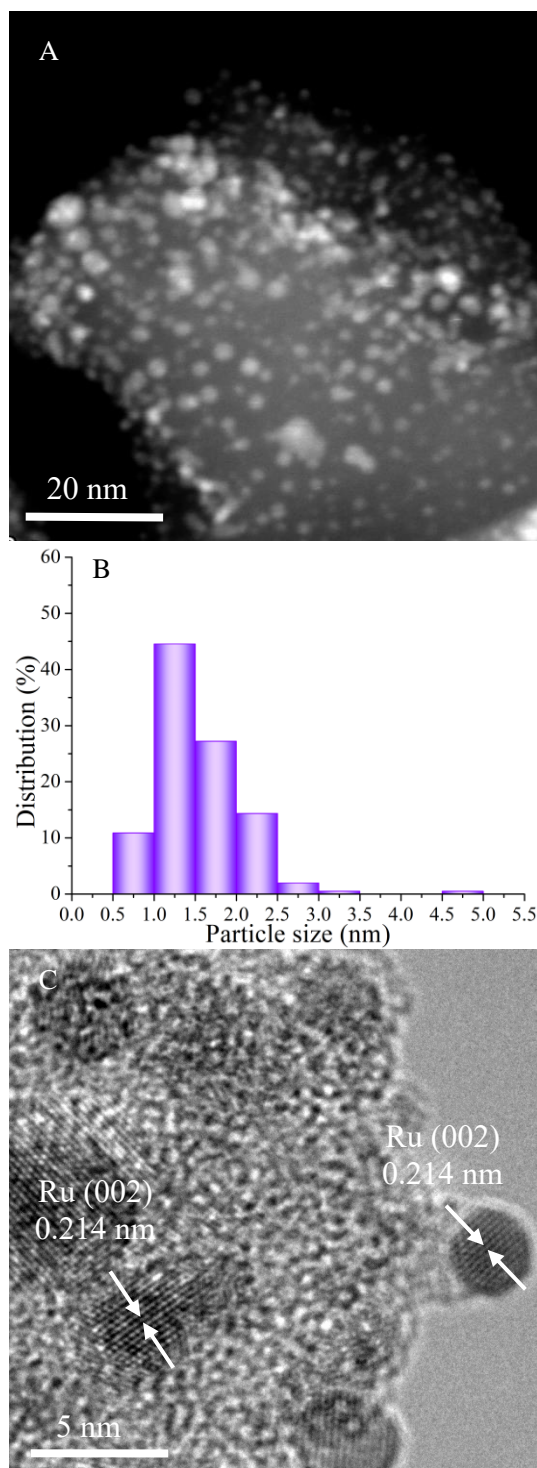 A
20 nm
B
60
50
40
30
20
10
0
Distribution (%)
0.0 0.5 1.0 1.5 2.0 2.5 3.0 3.5 4.0 4.5 5.0 5.5
Particle size (nm)
C
Ru (002)
0.214 nm
Ru (002)
0.214 nm
5 nm